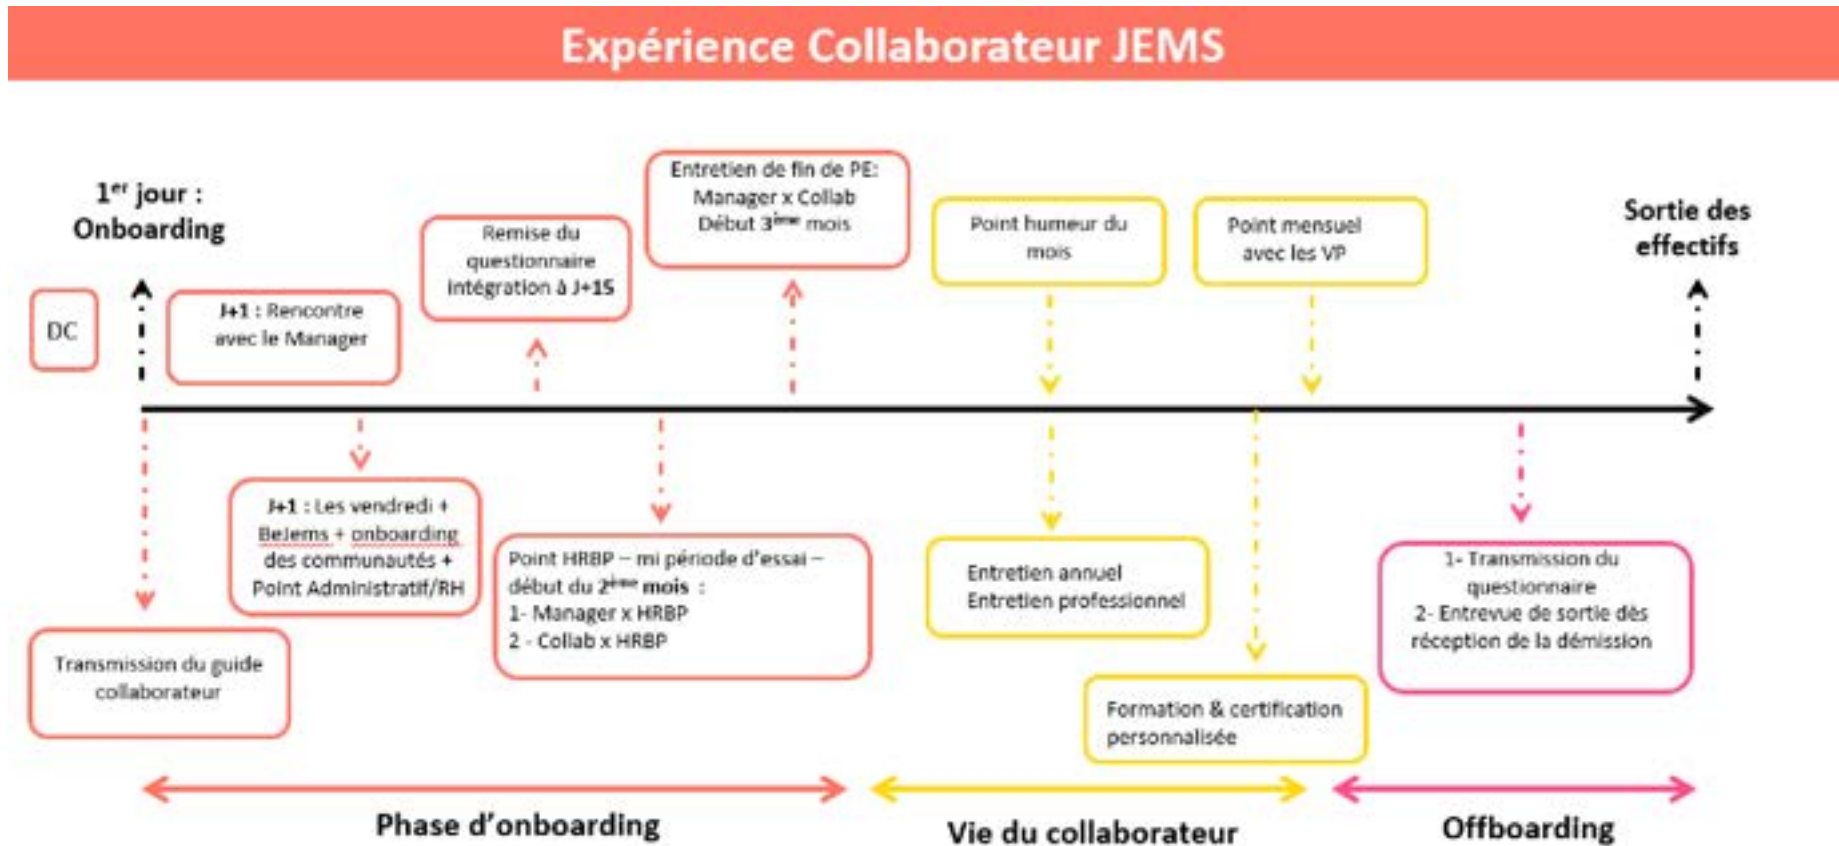 Expérience Collaborateur JEMS
1er jour :
Onboarding
DC
J+1 : Rencontre
avec le Manager
Remise du
questionnaire
intégration à J+15
Entretien de fin de PE:
Manager x Collab
Début 3ème mois
Point humeur du
mois
Point mensuel
avec les VP
Sortie des
effectifs
Transmission du guide
collaborateur
J+1 : Les vendredi +
BeJems + onboarding
des communautés +
Point Administratif/RH
Point HRBP – mi période d'essai –
début du 2ème mois :
1- Manager x HRBP
2 - Collab x HRBP
Entretien annuel
Entretien professionnel
Formation & certification
personnalisée
1- Transmission du
questionnaire
2- Entrevue de sortie dès
réception de la démission
Phase d'onboarding
Vie du collaborateur
Offboarding